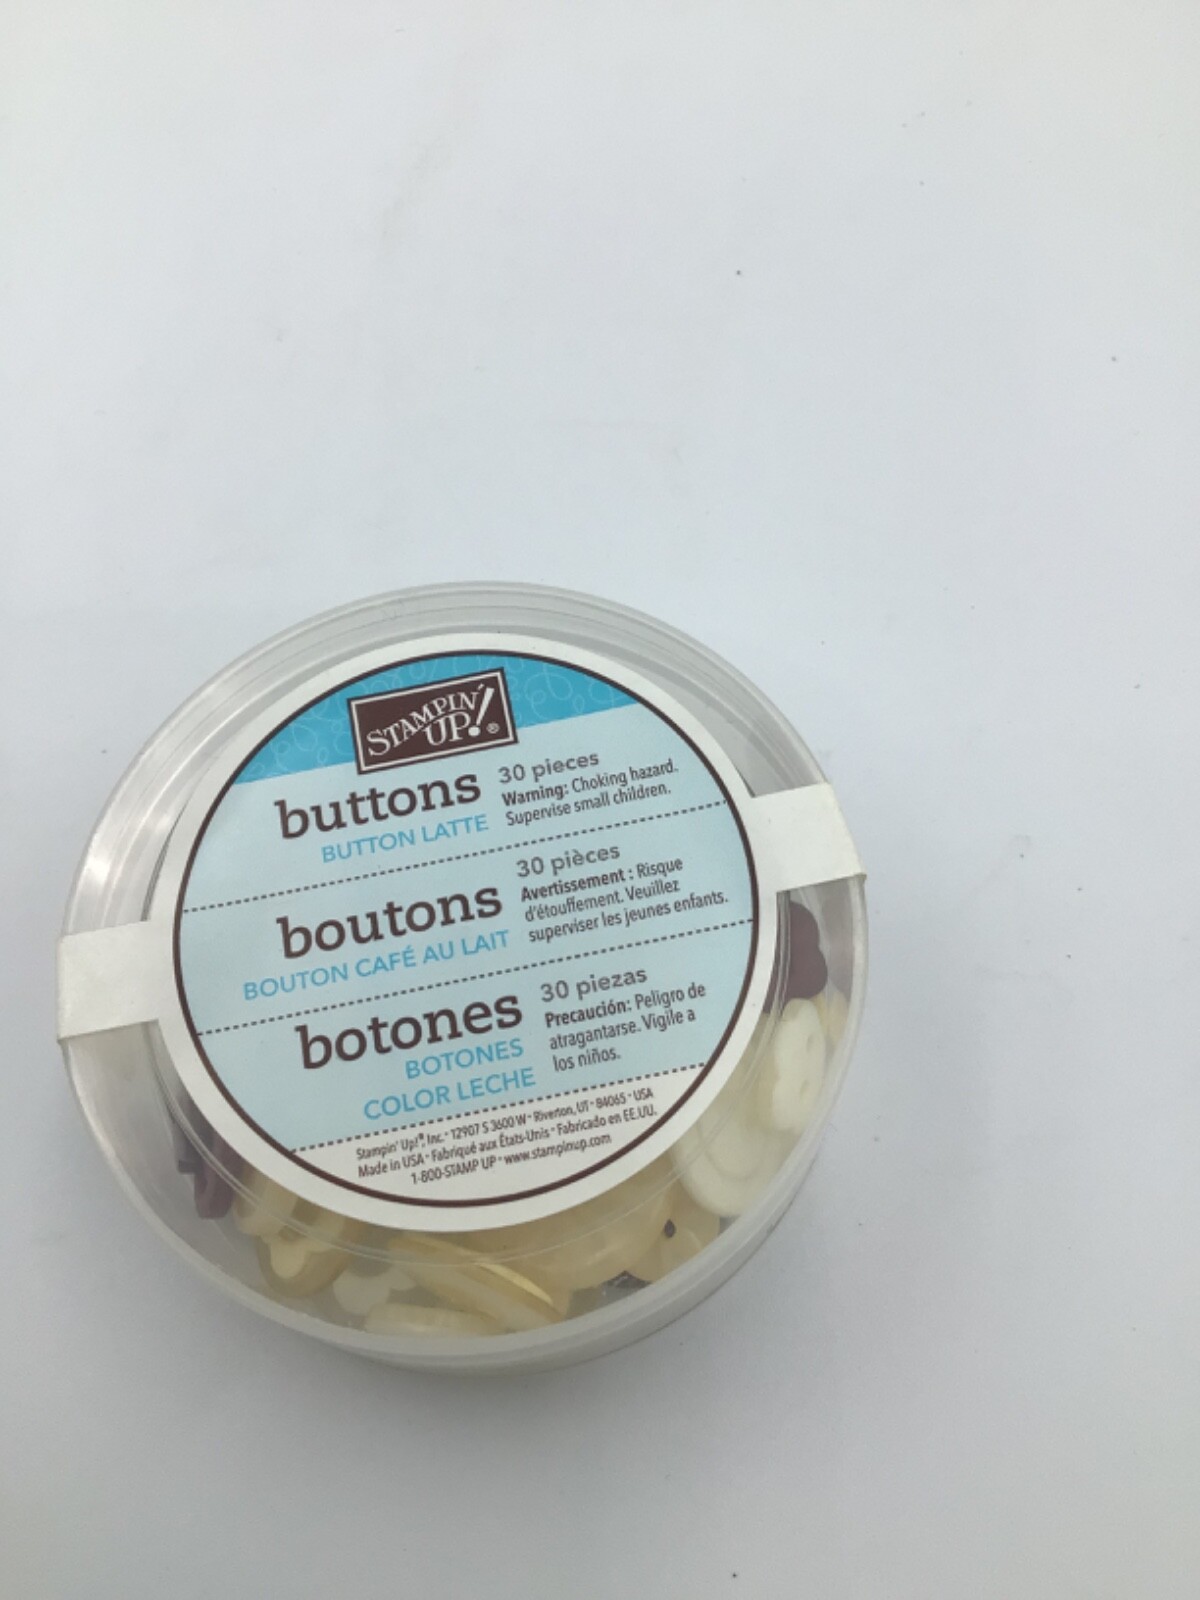 STAMPIN' UP!®
buttons
BUTTON LATTE
30 pieces
Warning: Choking hazard.
Supervise small children.
boutons
BOUTON CAFÉ AU LAIT
30 pièces
Avertissement : Risque
d'étouffement. Veuillez
superviser les jeunes enfants.
botones
BOTONES
COLOR LECHE
30 piezas
Precaución: Peligro de
atragantarse. Vigile a
los niños.
Stampin' Up!®, Inc. • 12907 S 3600 W • Riverton, UT • 84065 • USA
Made in USA • Fabriqué aux États-Unis • Fabricado en EE.UU.
1-800-STAMP UP • www.stampinup.com